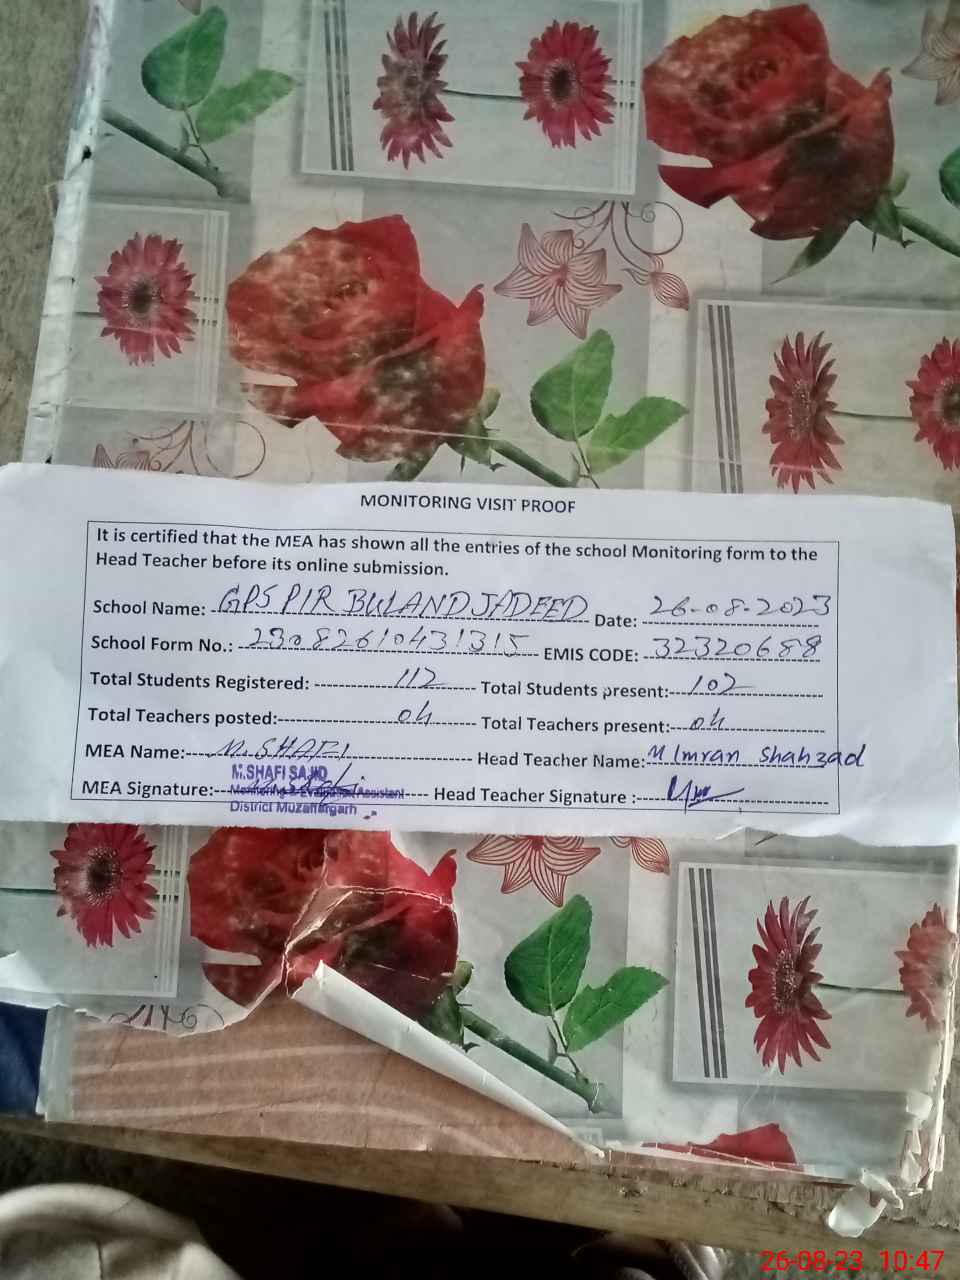 MONITORING VISIT PROOF
It is certified that the MEA has shown all the entries of the school Monitoring form to the
Head Teacher before its online submission.
School Name: GPS PIR BULAND JADEED Date: 26-08-2023
School Form No.: 23082610431315 EMIS CODE: 32320688
Total Students Registered: 112 Total Students present: 102
Total Teachers posted: 04 Total Teachers present: 04
MEA Name: M. SHAFI Head Teacher Name: M Imran Shahzad
M.SHAFI SAJID
MEA Signature: Monitoring & Evaluation Assistant Head Teacher Signature :
District Muzaffargarh
26-08-23 10:47